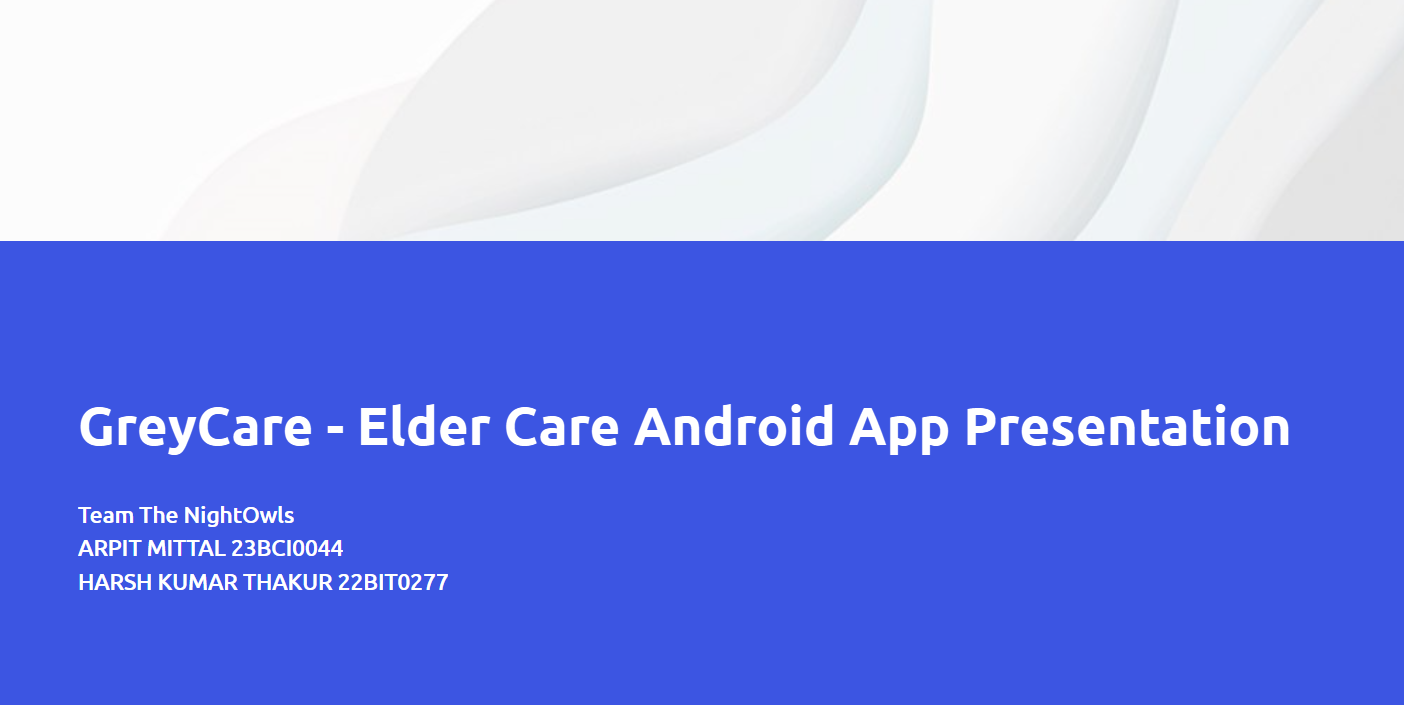 GreyCare - Elder Care Android App Presentation
Team The NightOwls
ARPIT MITTAL 23BCI0044
HARSH KUMAR THAKUR 22BIT0277